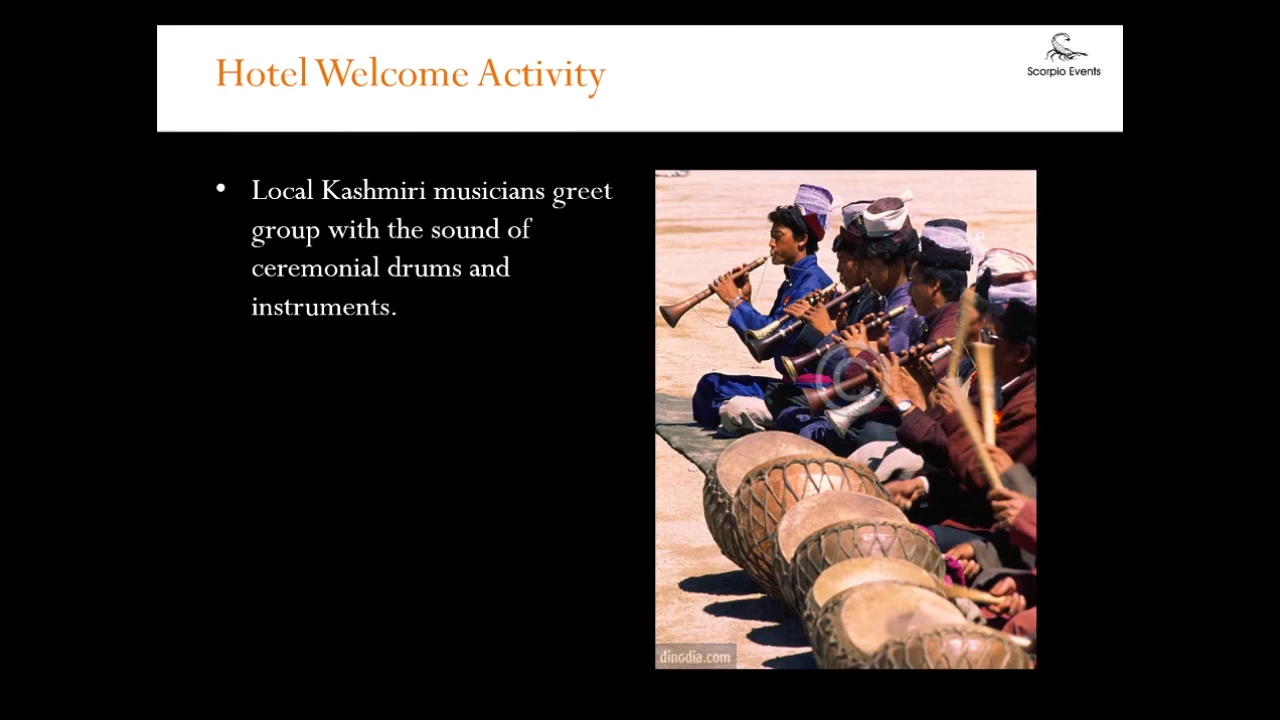 Hotel Welcome Activity
Scorpio Events
• Local Kashmiri musicians greet
group with the sound of
ceremonial drums and
instruments.
©
dinodia.com